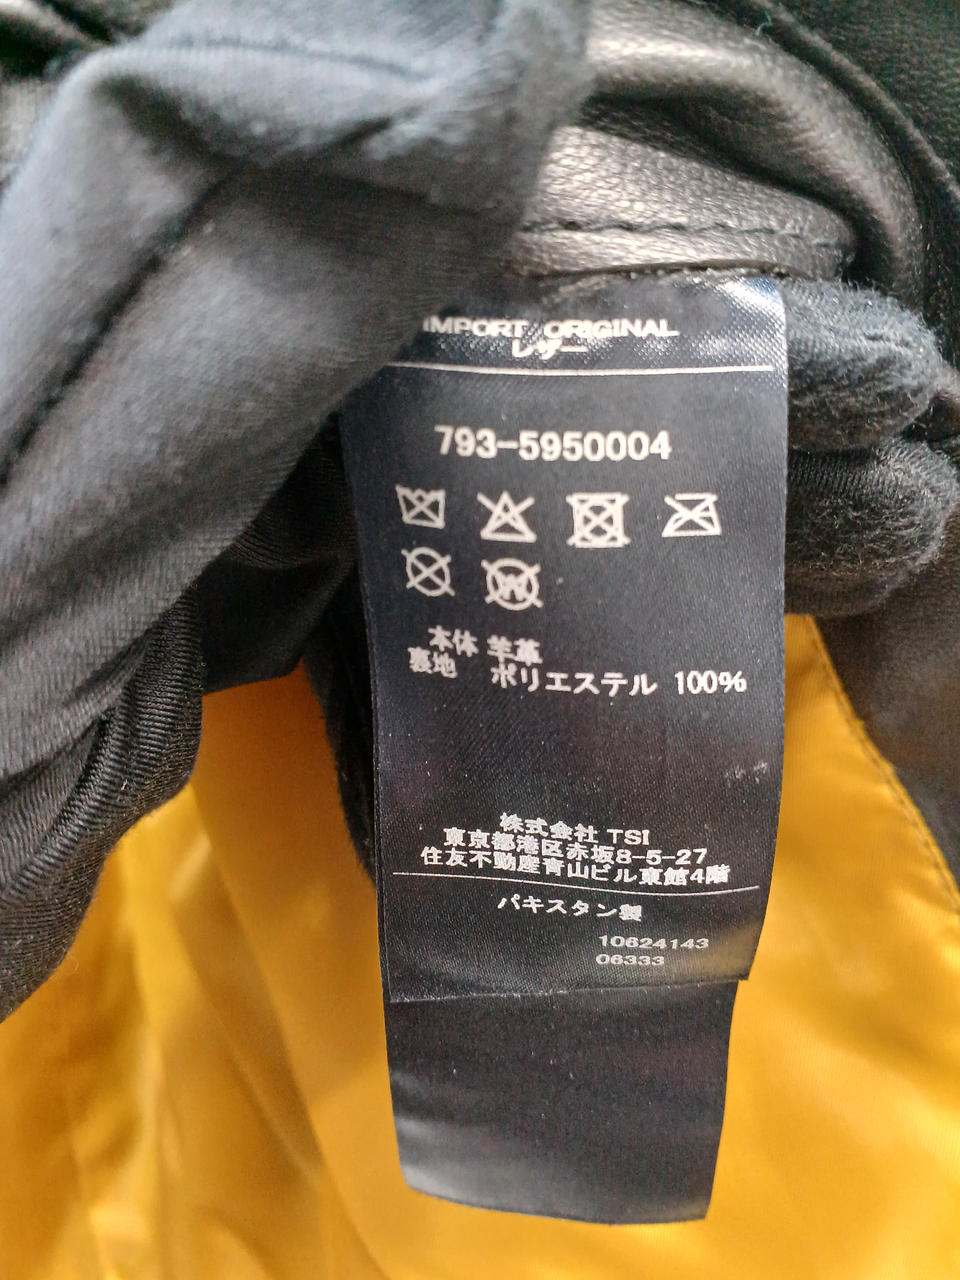 IMPORT ORIGINAL
レザー
793-5950004
W
本体 羊革
裏地 ポリエステル 100%
株式会社 TSI
東京都港区赤坂8-5-27
住友不動産青山ビル東館4階
パキスタン製
10624143
06333